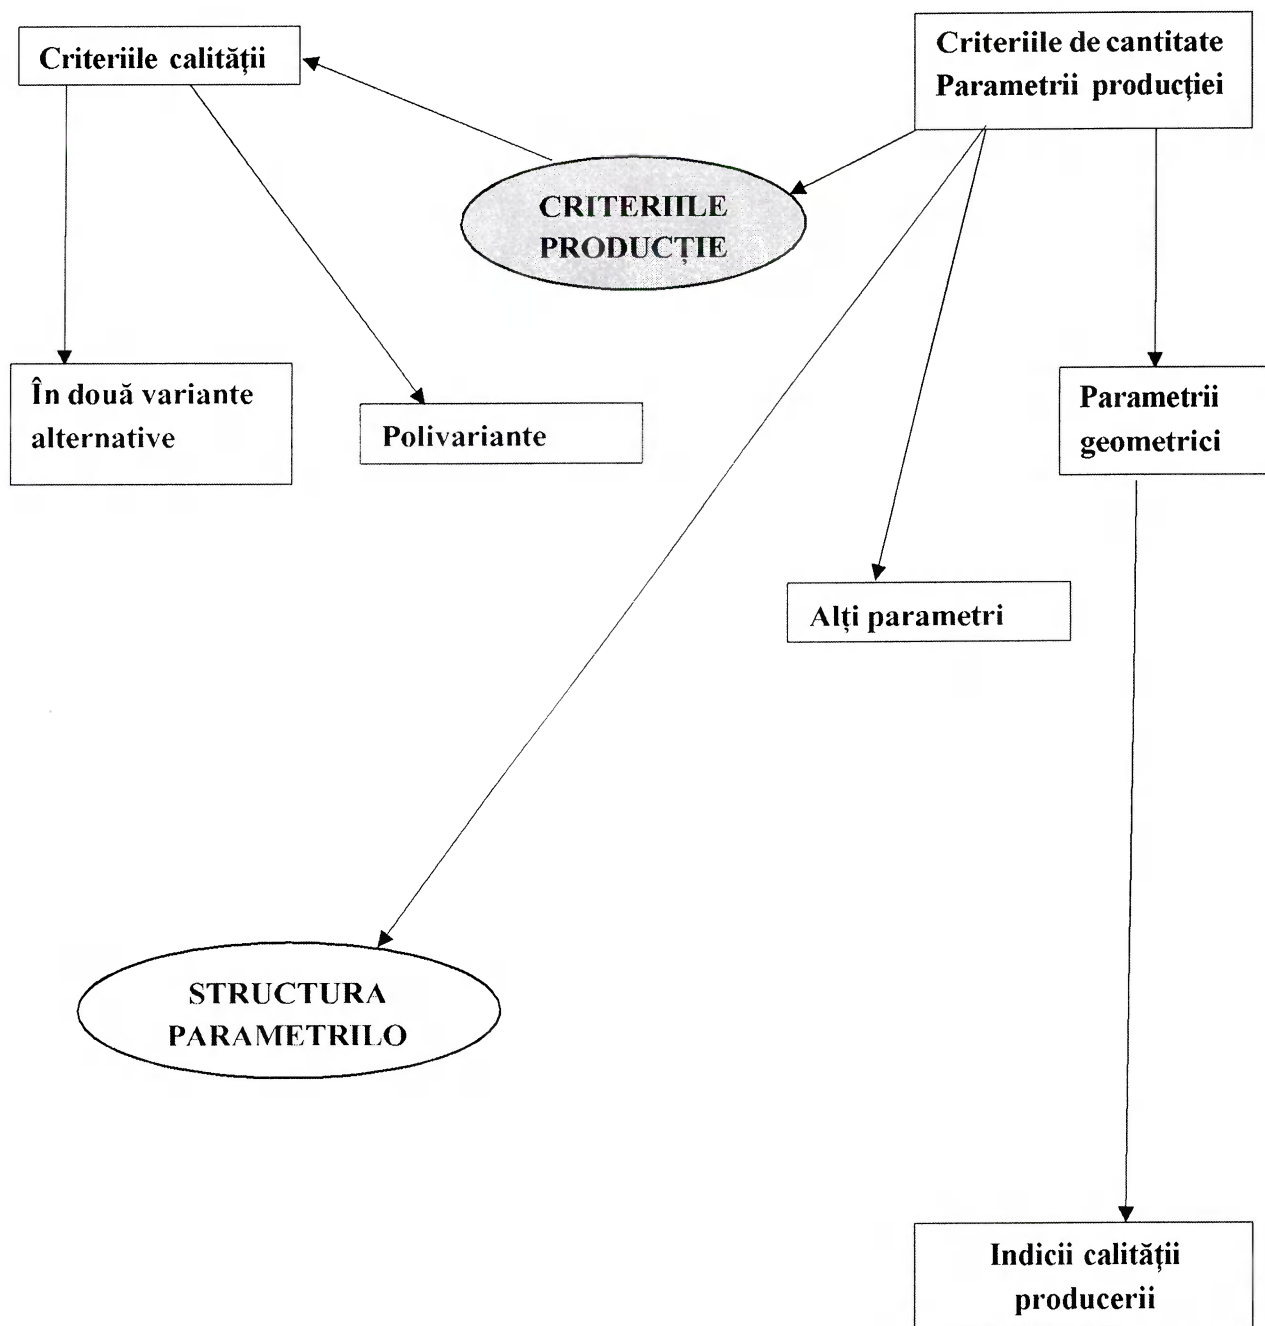 Criteriile calității
Criteriile de cantitate
Parametrii producției
CRITERIILE
PRODUCȚIE
În două variante
alternative
Polivariante
Parametrii
geometrici
Alți parametri
STRUCTURA
PARAMETRILO
Indicii calității
producerii